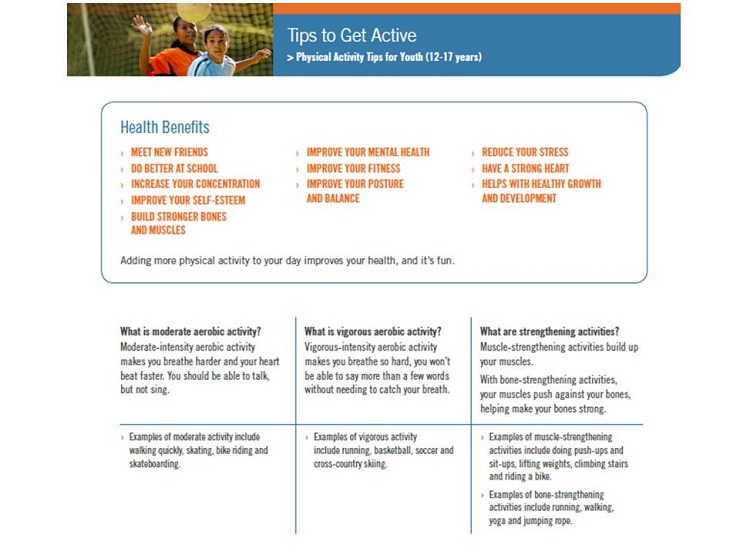 Tips to Get Active
> Physical Activity Tips for Youth (12-17 years)
Health Benefits
› MEET NEW FRIENDS
› DO BETTER AT SCHOOL
› INCREASE YOUR CONCENTRATION
› IMPROVE YOUR SELF-ESTEEM
› BUILD STRONGER BONES
AND MUSCLES
› IMPROVE YOUR MENTAL HEALTH
› IMPROVE YOUR FITNESS
› IMPROVE YOUR POSTURE
AND BALANCE
› REDUCE YOUR STRESS
› HAVE A STRONG HEART
› HELPS WITH HEALTHY GROWTH
AND DEVELOPMENT
Adding more physical activity to your day improves your health, and it's fun.
What is moderate aerobic activity?
Moderate-intensity aerobic activity
makes you breathe harder and your heart
beat faster. You should be able to talk,
but not sing.
› Examples of moderate activity include
walking quickly, skating, bike riding and
skateboarding.
What is vigorous aerobic activity?
Vigorous-intensity aerobic activity
makes you breathe so hard, you won't
be able to say more than a few words
without needing to catch your breath.
› Examples of vigorous activity
include running, basketball, soccer and
cross-country skiing.
What are strengthening activities?
Muscle-strengthening activities build up
your muscles.
With bone-strengthening activities,
your muscles push against your bones,
helping make your bones strong.
› Examples of muscle-strengthening
activities include doing push-ups and
sit-ups, lifting weights, climbing stairs
and riding a bike.
› Examples of bone-strengthening
activities include running, walking,
yoga and jumping rope.